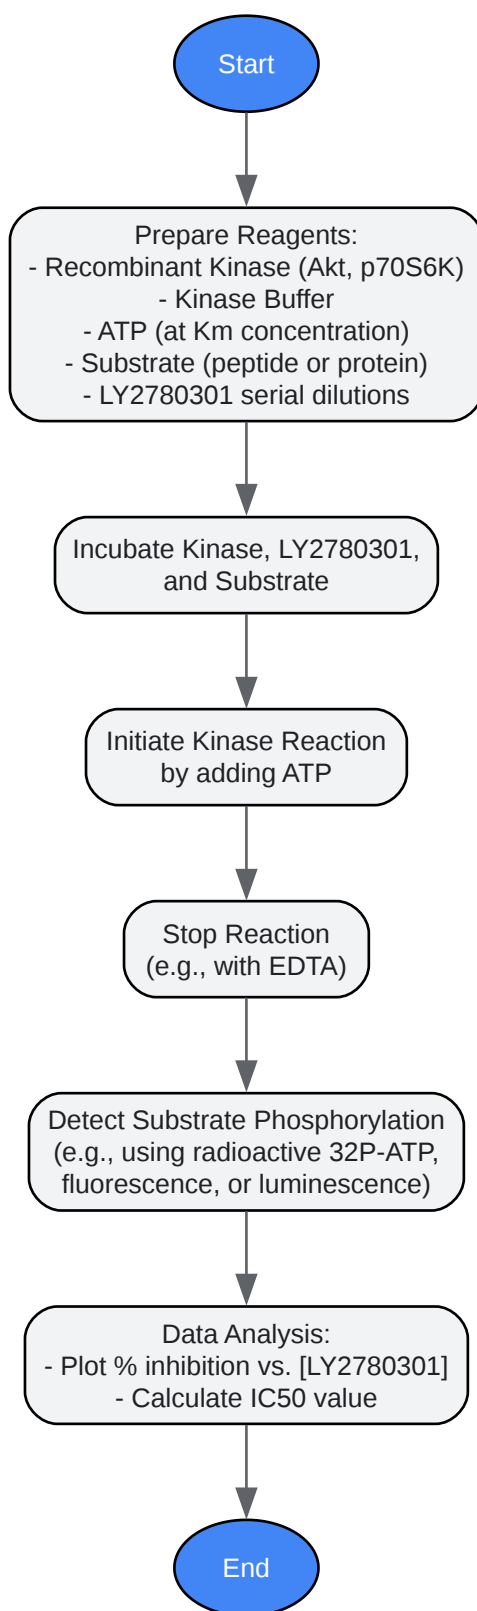 Start
Prepare Reagents:
- Recombinant Kinase (Akt, p70S6K)
- Kinase Buffer
- ATP (at Km concentration)
- Substrate (peptide or protein)
- LY2780301 serial dilutions
Incubate Kinase, LY2780301,
and Substrate
Initiate Kinase Reaction
by adding ATP
Stop Reaction
(e.g., with EDTA)
Detect Substrate Phosphorylation
(e.g., using radioactive 32P-ATP,
fluorescence, or luminescence)
Data Analysis:
- Plot % inhibition vs. [LY2780301]
- Calculate IC50 value
End